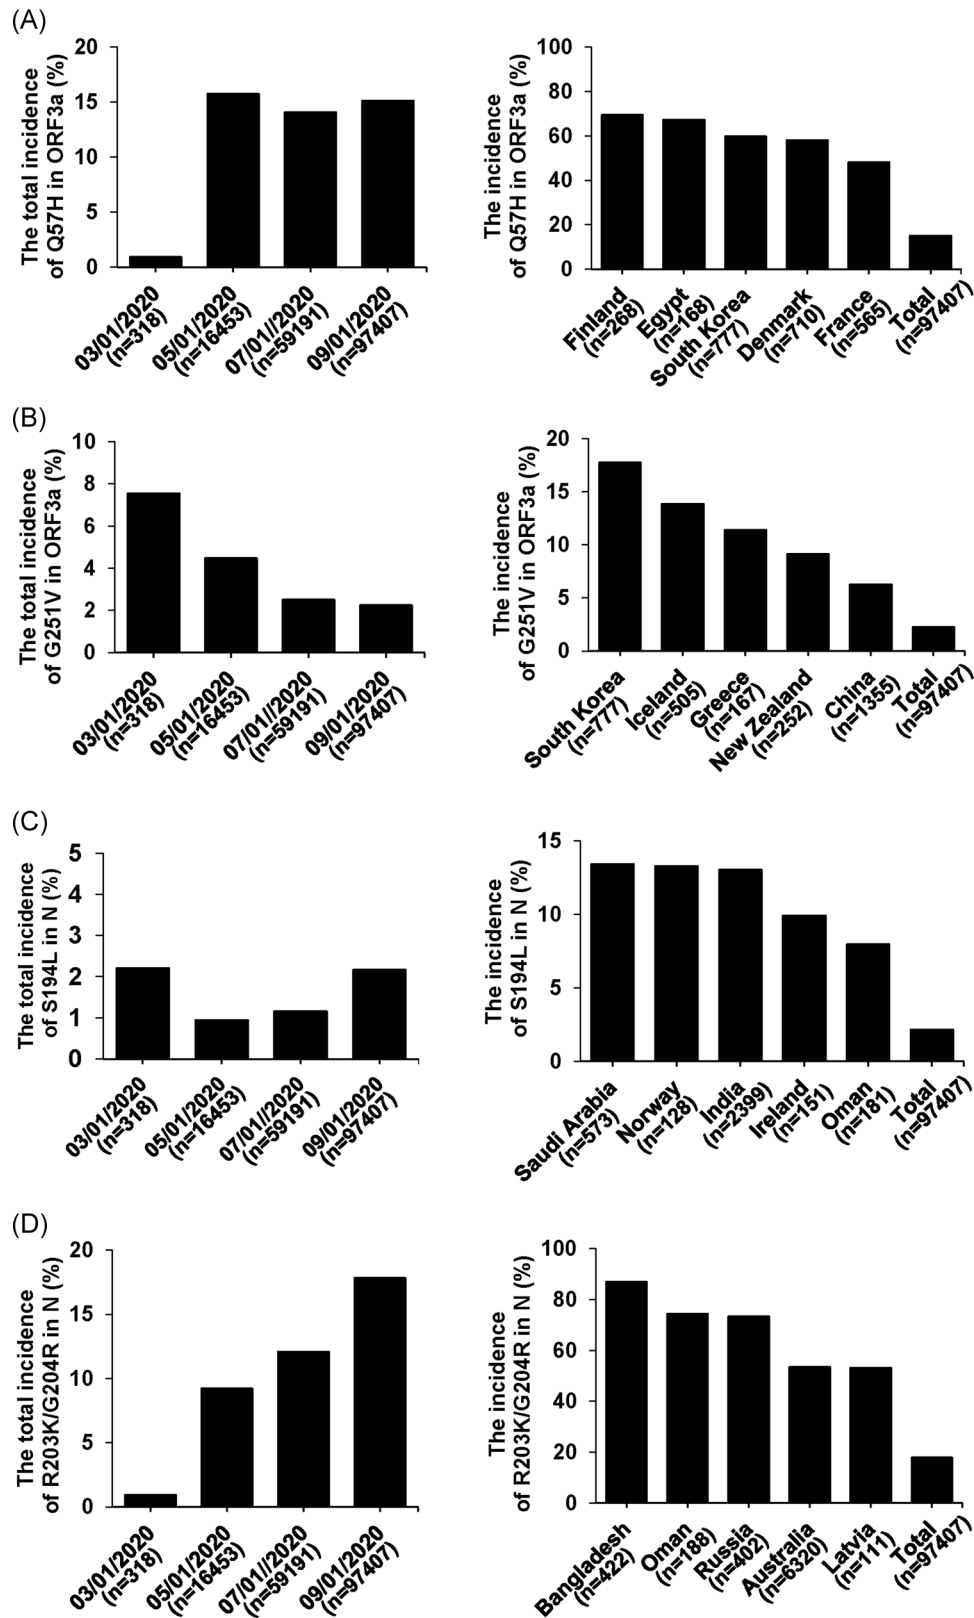 (A)
The total incidence
of Q57H in ORF3a (%)
20
15
10
5
0
03/01/2020
(n=318)
05/01/2020
(n=16453)
07/01//2020
(n=59191)
09/01/2020
(n=97407)
The incidence
of Q57H in ORF3a (%)
100
80
60
40
20
0
Finland
(n=268)
Egypt
(n=168)
South Korea
(n=777)
Denmark
(n=710)
France
(n=565)
Total
(n=97407)
(B)
The total incidence
of G251V in ORF3a (%)
10
8
6
4
2
0
03/01/2020
(n=318)
05/01/2020
(n=16453)
07/01//2020
(n=59191)
09/01/2020
(n=97407)
The incidence
of G251V in ORF3a (%)
20
15
10
5
0
South Korea
(n=777)
Iceland
(n=505)
Greece
(n=167)
New Zealand
(n=252)
China
(n=1355)
Total
(n=97407)
(C)
The total incidence
of S194L in N (%)
5
4
3
2
1
0
03/01/2020
(n=318)
05/01/2020
(n=16453)
07/01//2020
(n=59191)
09/01/2020
(n=97407)
The incidence
of S194L in N (%)
15
10
5
0
Saudi Arabia
(n=573)
Norway
(n=128)
India
(n=2399)
Ireland
(n=151)
Oman
(n=181)
Total
(n=97407)
(D)
The total incidence
of R203K/G204R in N (%)
20
15
10
5
0
03/01/2020
(n=318)
05/01/2020
(n=16453)
07/01//2020
(n=59191)
09/01/2020
(n=97407)
The incidence
of R203K/G204R in N (%)
100
80
60
40
20
0
Bangladesh
(n=422)
Oman
(n=188)
Russia
(n=402)
Australia
(n=6320)
Latvia
(n=111)
Total
(n=97407)